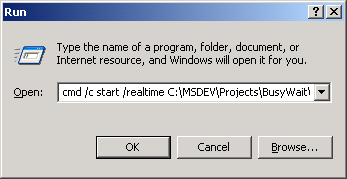 Run
Type the name of a program, folder, document, or
Internet resource, and Windows will open it for you.
Open: cmd /c start /realtime C:\MSDEV\Projects\BusyWait\
OK Cancel Browse...